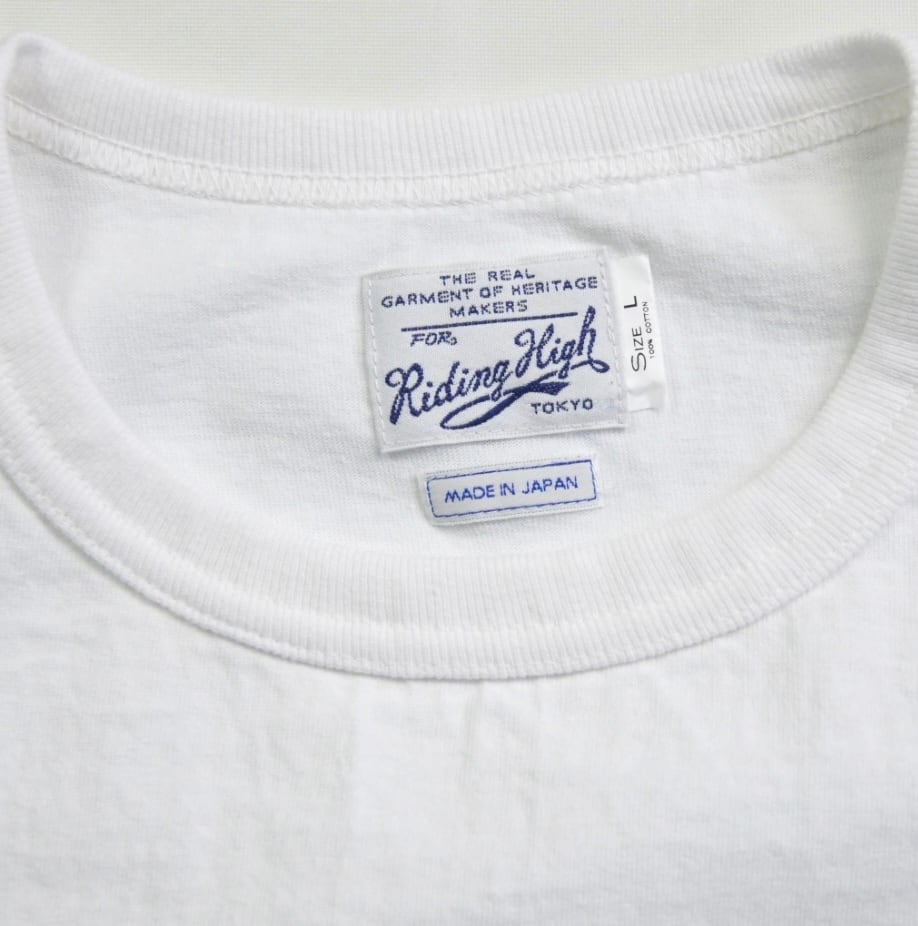 THE REAL
GARMENT OF HERITAGE
MAKERS
FOR
Riding High
TOKYO
SIZE L
100% COTTON
MADE IN JAPAN